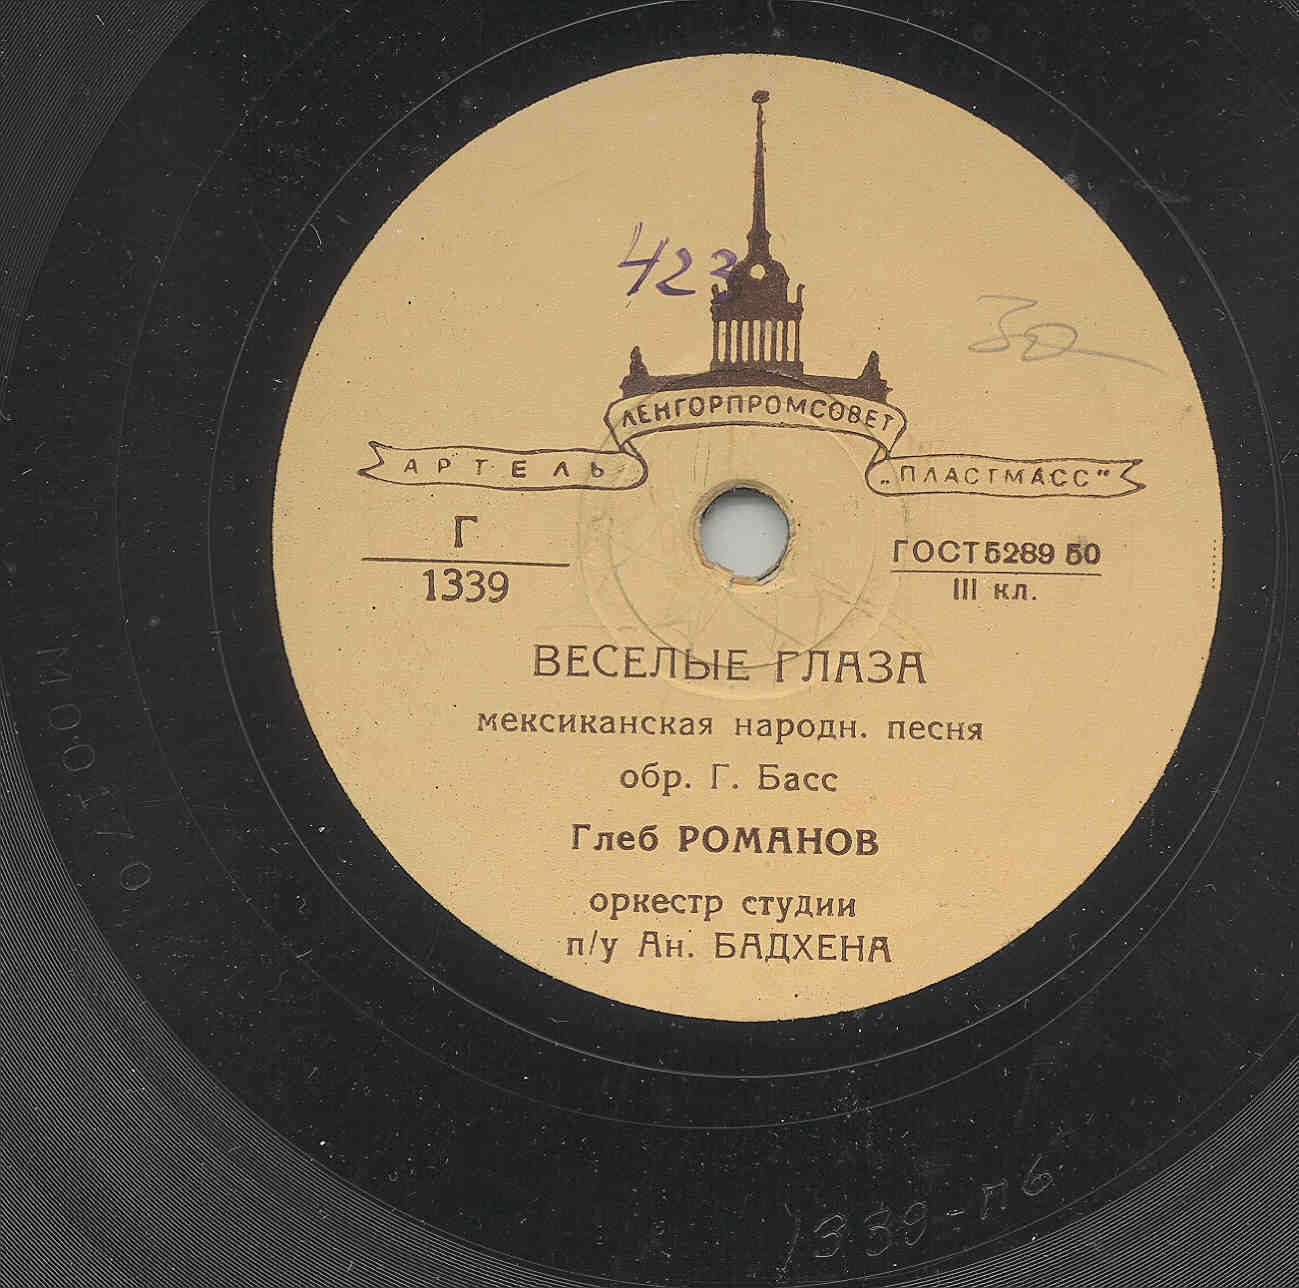 423
30
ЛЕНГОРПРОМСОВЕТ
АРТЕЛЬ
„ПЛАСТМАСС"
Г
1339
ГОСТ 5289 50
III кл.
ВЕСЕЛЫЕ ГЛАЗА
мексиканская народн. песня
обр. Г. Басс
Глеб РОМАНОВ
оркестр студии
п/у Ан. БАДХЕНА
1339-п6